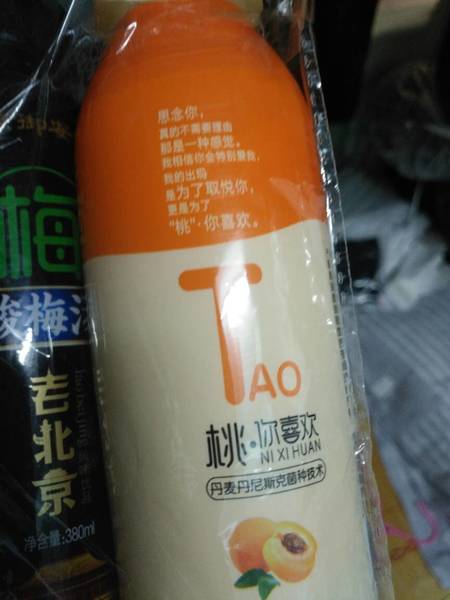 思念你，
真的不需要理由
那是一种感觉。
我相信你会特别兼我，
我的出现
是为了取悦你，
更是为了
“桃”·你喜欢。
TAO
桃·你喜欢
NI XI HUAN
丹麦丹尼斯克菌种技术
梅
酸梅汤
老北京
laobeijing
净含量:380ml